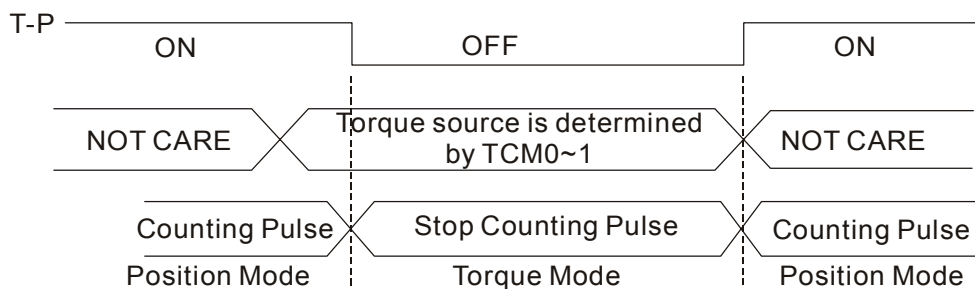 T-P
ON OFF ON
NOT CARE
Torque source is determined
by TCM0~1
NOT CARE
Counting Pulse Stop Counting Pulse Counting Pulse
Position Mode Torque Mode Position Mode